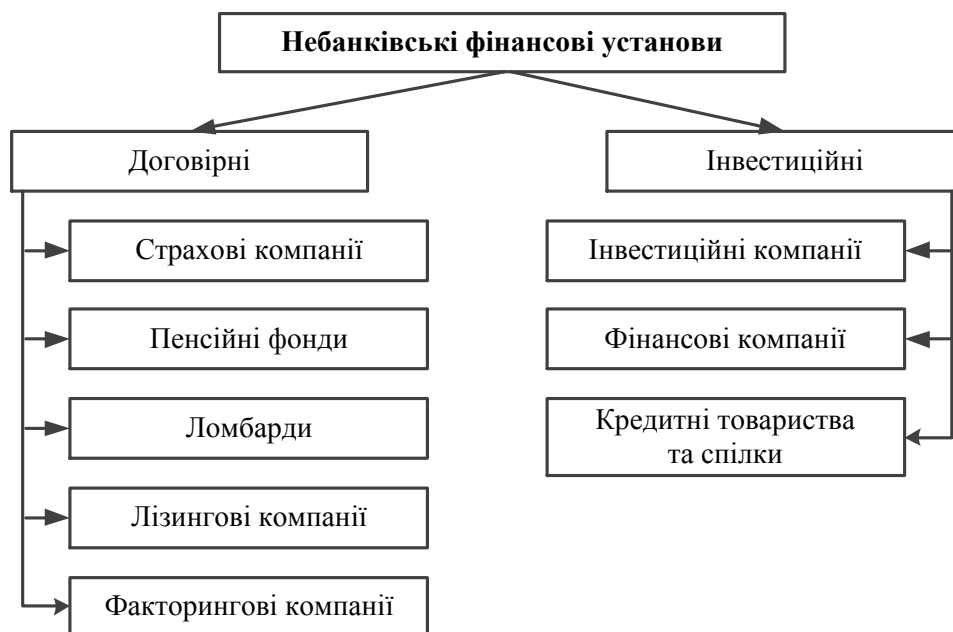 Небанківські фінансові установи
Договірні
Страхові компанії
Пенсійні фонди
Ломбарди
Лізингові компанії
Факторингові компанії
Інвестиційні
Інвестиційні компанії
Фінансові компанії
Кредитні товариства
та спілки